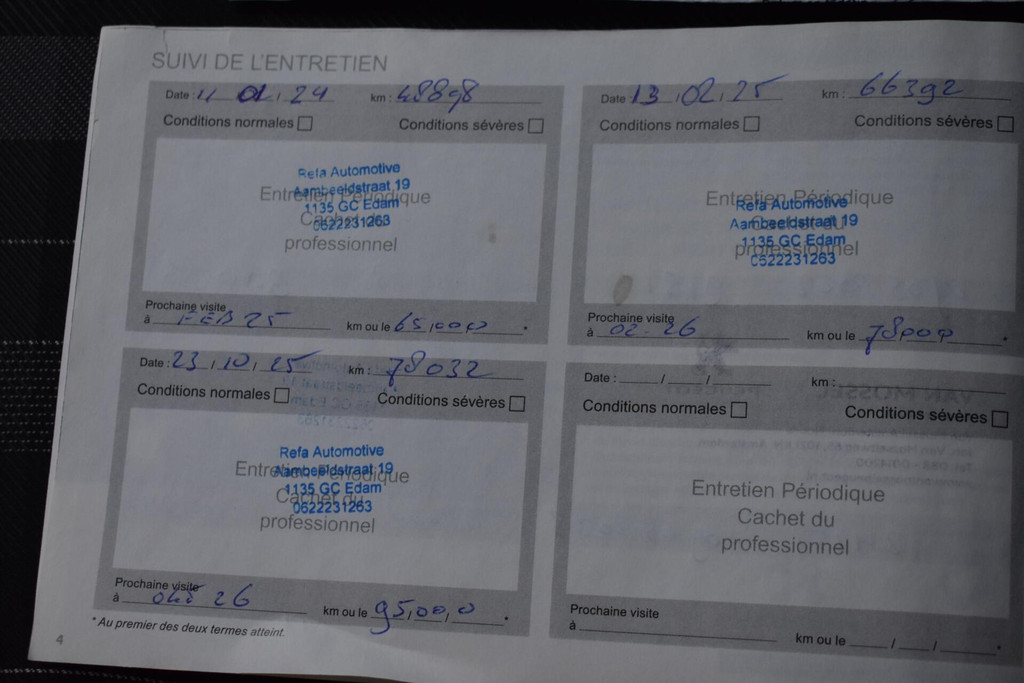 SUIVI DE L'ENTRETIEN
Date : 11 01 24 km : 48898
Conditions normales Conditions sévères
Refa Automotive
Aambeeldstraat 19
1135 GC Edam
0622231263
Entretien Périodique
Cachet du
professionnel
Prochaine visite
à FEB 25 km ou le 65,000 *
Date 13, 02, 25 km : 66392
Conditions normales Conditions sévères
Refa Automotive
Aambeeldstraat 19
1135 GC Edam
0622231263
Entretien Périodique
Cachet du
professionnel
Prochaine visite
à 02-26 km ou le 78000 *
Date : 23, 10, 25 km : 78032
Conditions normales Conditions sévères
Refa Automotive
Aambeeldstraat 19
1135 GC Edam
0622231263
Entretien Périodique
Cachet du
professionnel
Prochaine visite
à okt 26 km ou le 95,00,0 *
* Au premier des deux termes atteint.
4
Date : / / km :
Conditions normales Conditions sévères
Entretien Périodique
Cachet du
professionnel
Prochaine visite
à km ou le / / *